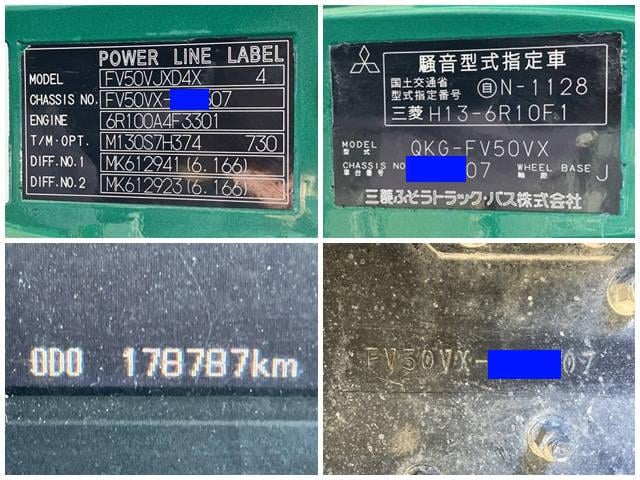 POWER LINE LABEL
MODEL FV50VJXD4X 4
CHASSIS NO. FV50VX- 07
ENGINE 6R100A4F3301
T/M·OPT. M130S7H374 730
DIFF.NO.1 MK612941(6.166)
DIFF.NO.2 MK612923(6.166)
騒音型式指定車
国土交通省
型式指定番号
自N-1128
三菱 H13-6R10F1
MODEL
型式
QKG-FV50VX
CHASSIS NO
車台番号
07
WHEEL BASE
軸距
J
三菱ふそうトラック・バス株式会社
ODO 178787km
FV50VX- 07